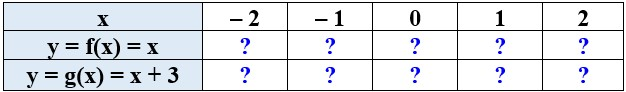 x – 2 – 1 0 1 2
y = f(x) = x ? ? ? ? ?
y = g(x) = x + 3 ? ? ? ? ?